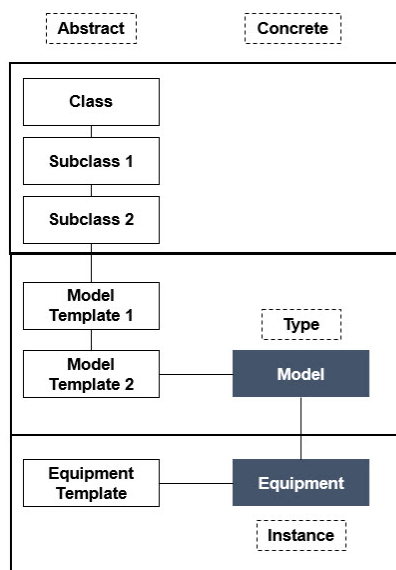 Abstract
Concrete
Class
Subclass 1
Subclass 2
Model
Template 1
Type
Model
Template 2
Model
Equipment
Template
Equipment
Instance